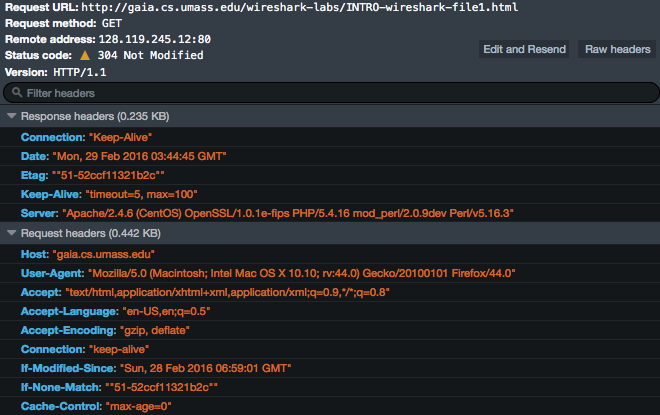 Request URL: http://gaia.cs.umass.edu/wireshark-labs/INTRO-wireshark-file1.html
Request method: GET
Remote address: 128.119.245.12:80
Status code: 304 Not Modified
Edit and Resend
Raw headers
Version: HTTP/1.1
Filter headers
Response headers (0.235 KB)
Connection: "Keep-Alive"
Date: "Mon, 29 Feb 2016 03:44:45 GMT"
Etag: ""51-52ccf11321b2c""
Keep-Alive: "timeout=5, max=100"
Server: "Apache/2.4.6 (CentOS) OpenSSL/1.0.1e-fips PHP/5.4.16 mod_perl/2.0.9dev Perl/v5.16.3"
Request headers (0.442 KB)
Host: "gaia.cs.umass.edu"
User-Agent: "Mozilla/5.0 (Macintosh; Intel Mac OS X 10.10; rv:44.0) Gecko/20100101 Firefox/44.0"
Accept: "text/html,application/xhtml+xml,application/xml;q=0.9,*/*;q=0.8"
Accept-Language: "en-US,en;q=0.5"
Accept-Encoding: "gzip, deflate"
Connection: "keep-alive"
If-Modified-Since: "Sun, 28 Feb 2016 06:59:01 GMT"
If-None-Match: ""51-52ccf11321b2c""
Cache-Control: "max-age=0"